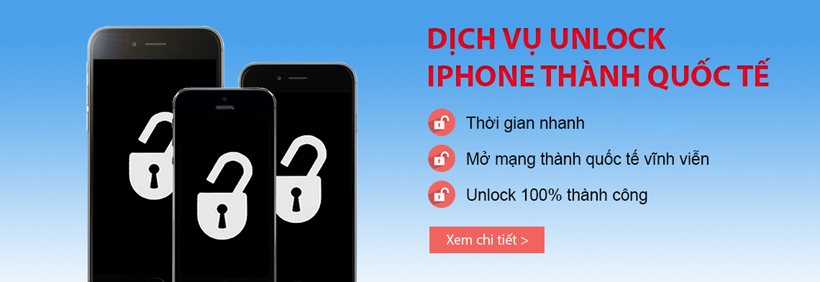 DỊCH VỤ UNLOCK
IPHONE THÀNH QUỐC TẾ
Thời gian nhanh
Mở mạng thành quốc tế vĩnh viễn
Unlock 100% thành công
Xem chi tiết >